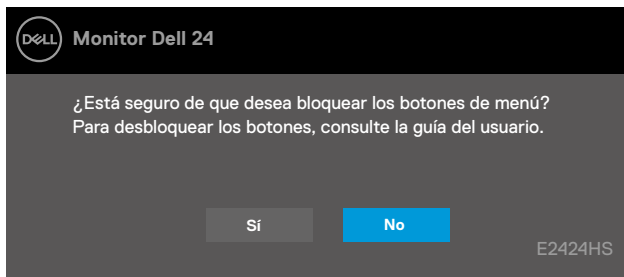 DELL
Monitor Dell 24
¿Está seguro de que desea bloquear los botones de menú?
Para desbloquear los botones, consulte la guía del usuario.
Sí No
E2424HS